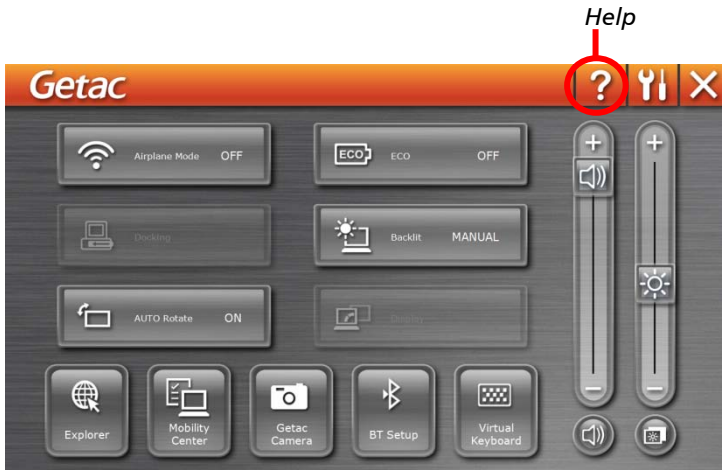 Help
Getac
?
Airplane Mode OFF
ECO ECO OFF
Docking
Backlit MANUAL
AUTO Rotate ON
Explorer
Mobility
Center
Getac
Camera
BT Setup
Virtual
Keyboard